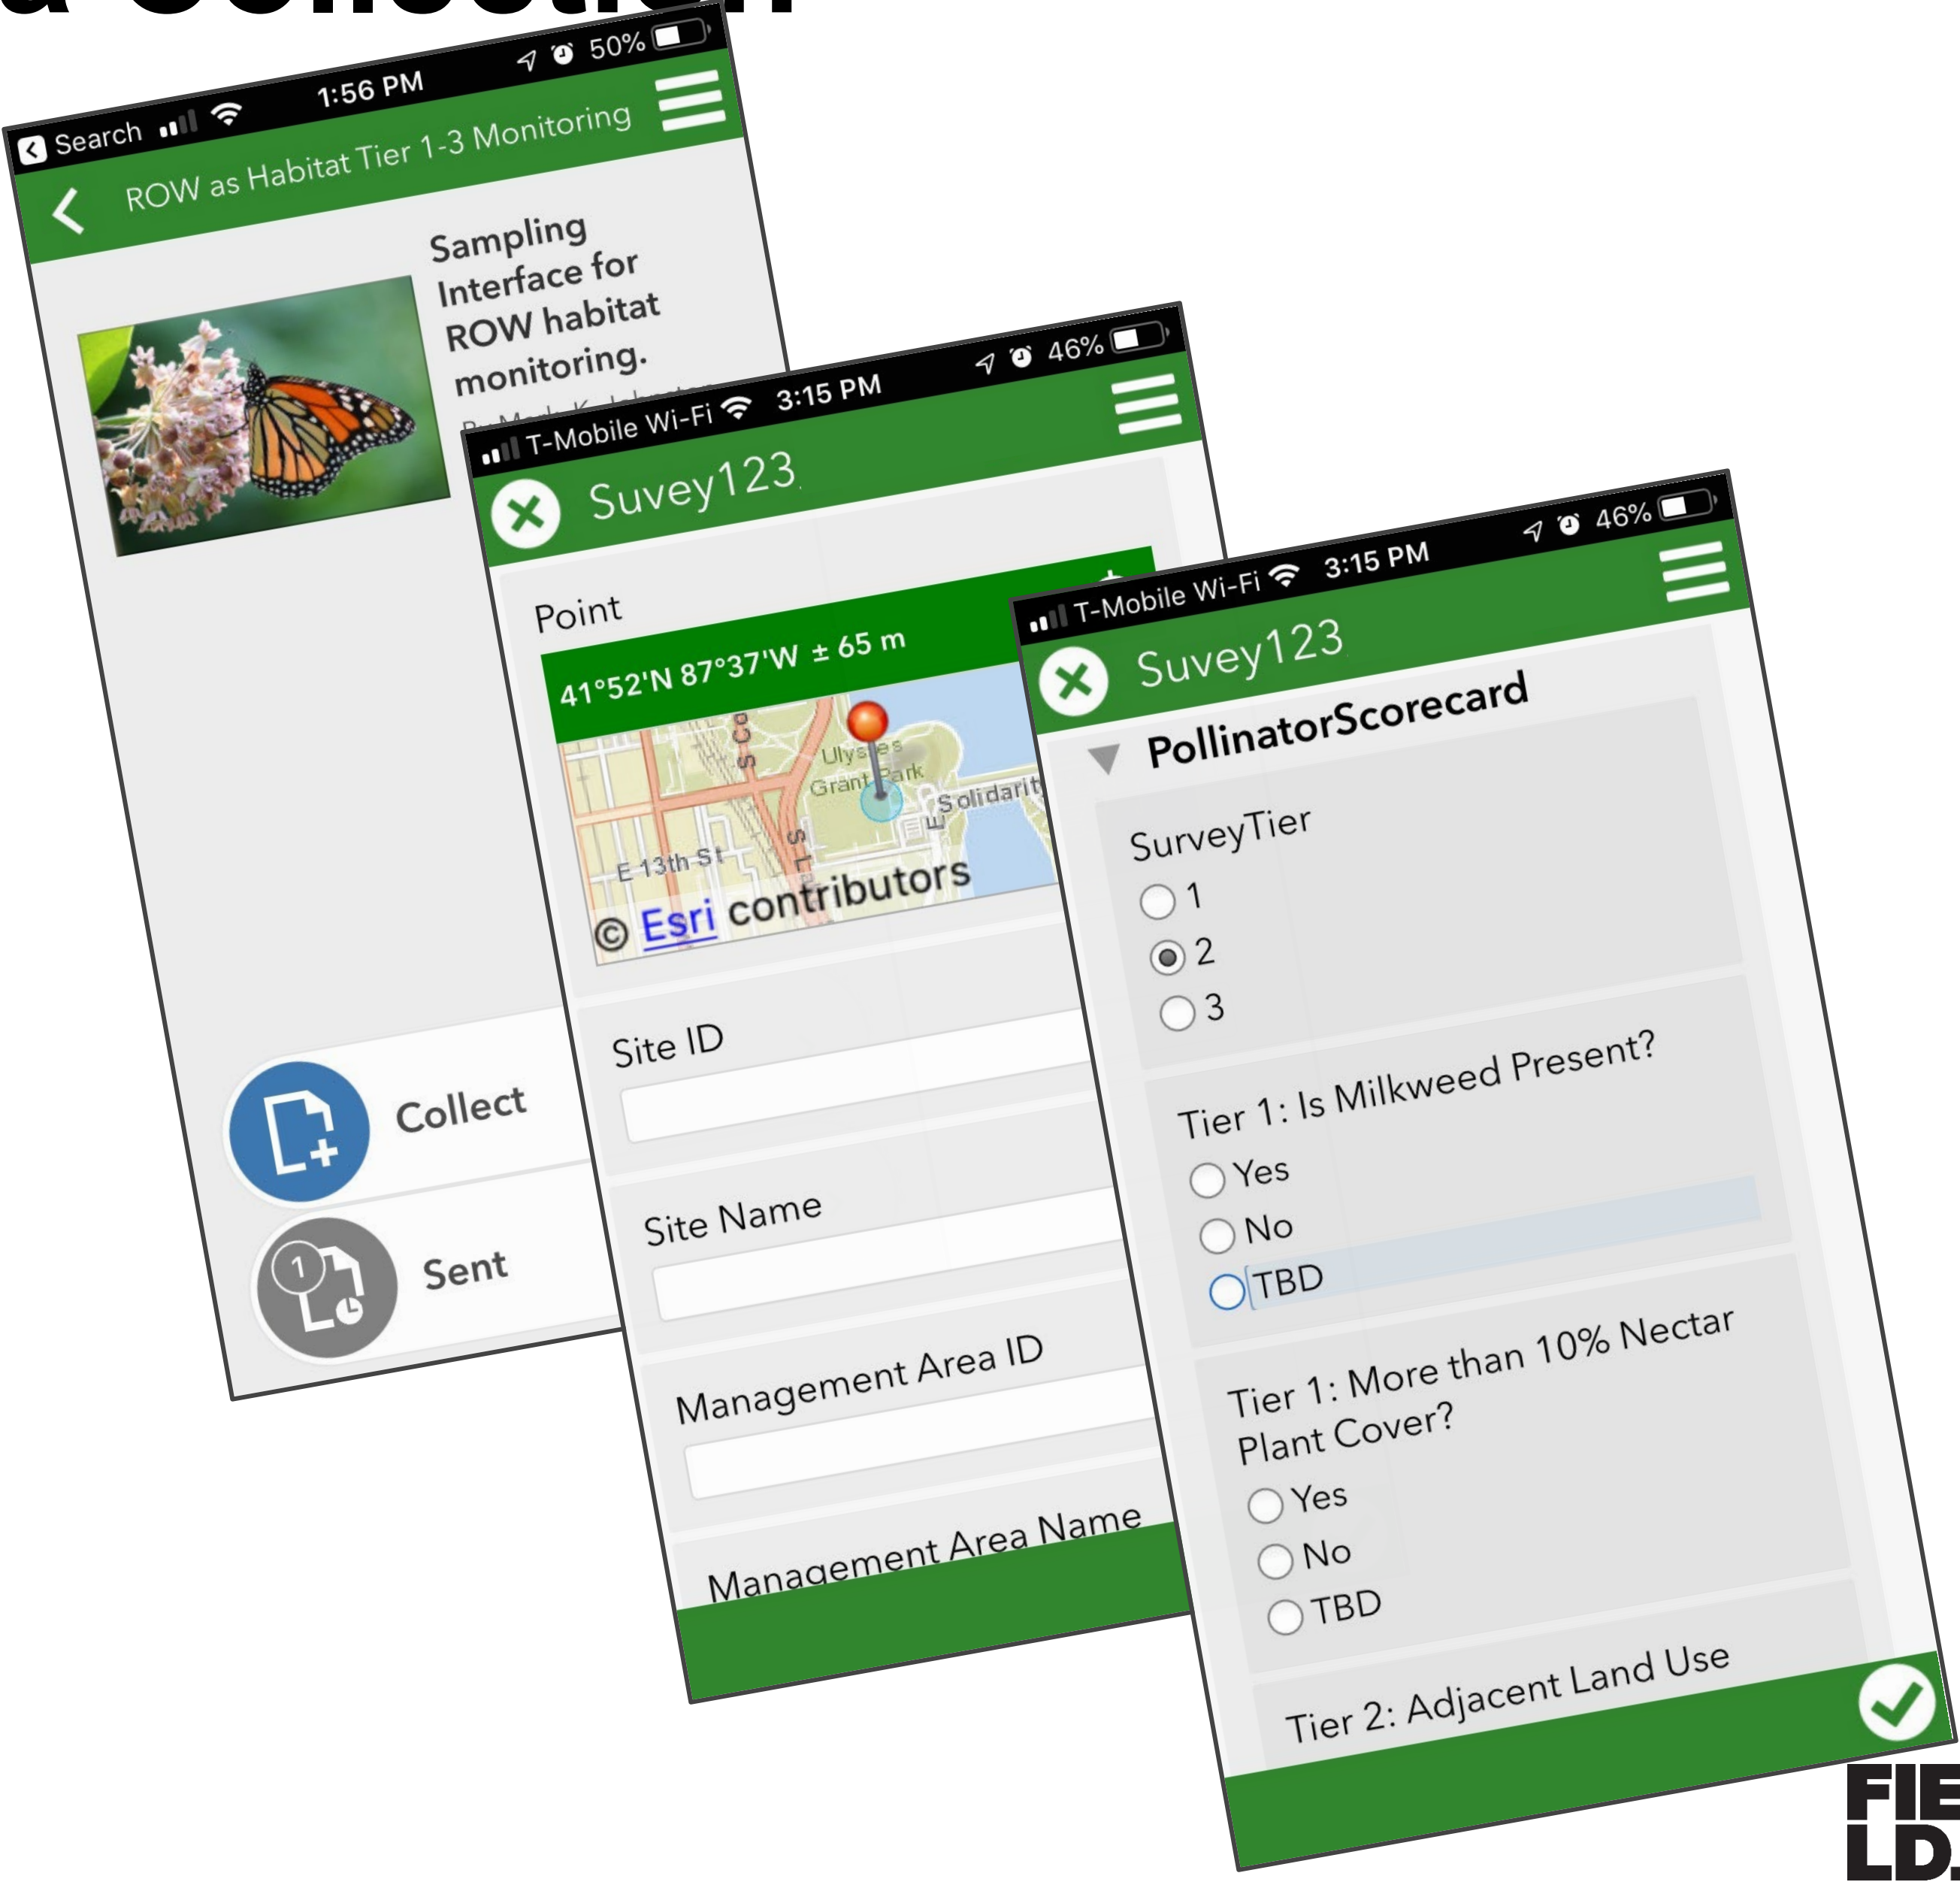 a Collection
Search 1:56 PM 50%
ROW as Habitat Tier 1-3 Monitoring
Sampling
Interface for
ROW habitat
monitoring.
Collect
1
Sent
T-Mobile Wi-Fi 3:15 PM 46%
Suvey123
Point
41°52'N 87°37'W ± 65 m
Grant Park
Solidarit
E 13th St
© Esri contributors
Site ID
Site Name
Management Area ID
Management Area Name
T-Mobile Wi-Fi 3:15 PM 46%
Suvey123
PollinatorScorecard
SurveyTier
1
2
3
Tier 1: Is Milkweed Present?
Yes
No
TBD
Tier 1: More than 10% Nectar
Plant Cover?
Yes
No
TBD
Tier 2: Adjacent Land Use
FIE
LD.